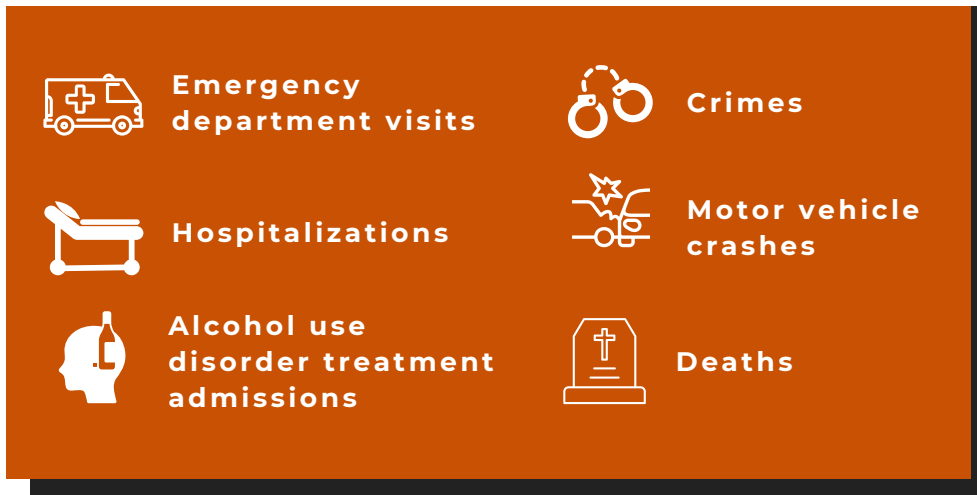 Emergency
department visits
Hospitalizations
Alcohol use
disorder treatment
admissions
Crimes
Motor vehicle
crashes
Deaths